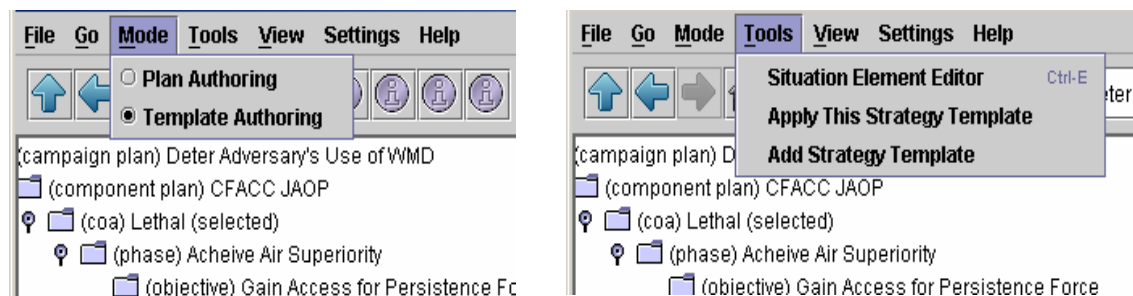 File Go Mode Tools View Settings Help
Plan Authoring
Template Authoring
(campaign plan) Deter Adversary's Use of WMD
(component plan) CFACC JAOP
(coa) Lethal (selected)
(phase) Acheive Air Superiority
(objective) Gain Access for Persistence Fo
File Go Mode Tools View Settings Help
Situation Element Editor Ctrl-E
Apply This Strategy Template
Add Strategy Template
eter
(campaign plan) D
(component plan) CFACC JAOP
(coa) Lethal (selected)
(phase) Acheive Air Superiority
(objective) Gain Access for Persistence Force